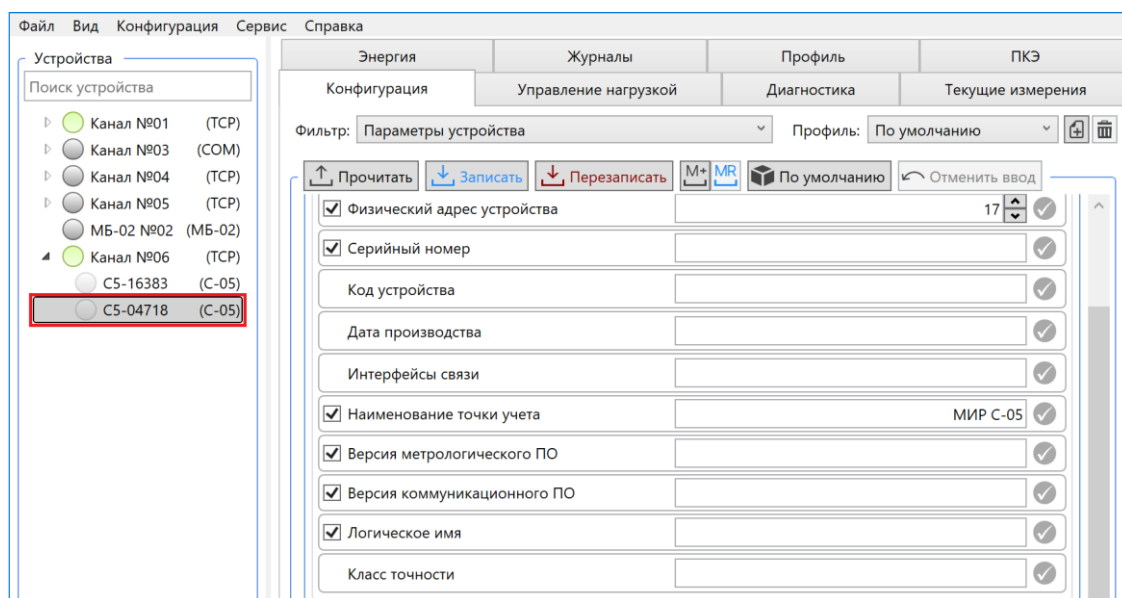 Файл Вид Конфигурация Сервис Справка
Устройства
Поиск устройства
Канал №01 (TCP)
Канал №03 (COM)
Канал №04 (TCP)
Канал №05 (TCP)
МБ-02 №02 (МБ-02)
Канал №06 (TCP)
C5-16383 (C-05)
C5-04718 (C-05)
Энергия Журналы Профиль ПКЭ
Конфигурация Управление нагрузкой Диагностика Текущие измерения
Фильтр: Параметры устройства Профиль: По умолчанию
Прочитать Записать Перезаписать M+ MR По умолчанию Отменить ввод
Физический адрес устройства 17
Серийный номер
Код устройства
Дата производства
Интерфейсы связи
Наименование точки учета МИР С-05
Версия метрологического ПО
Версия коммуникационного ПО
Логическое имя
Класс точности